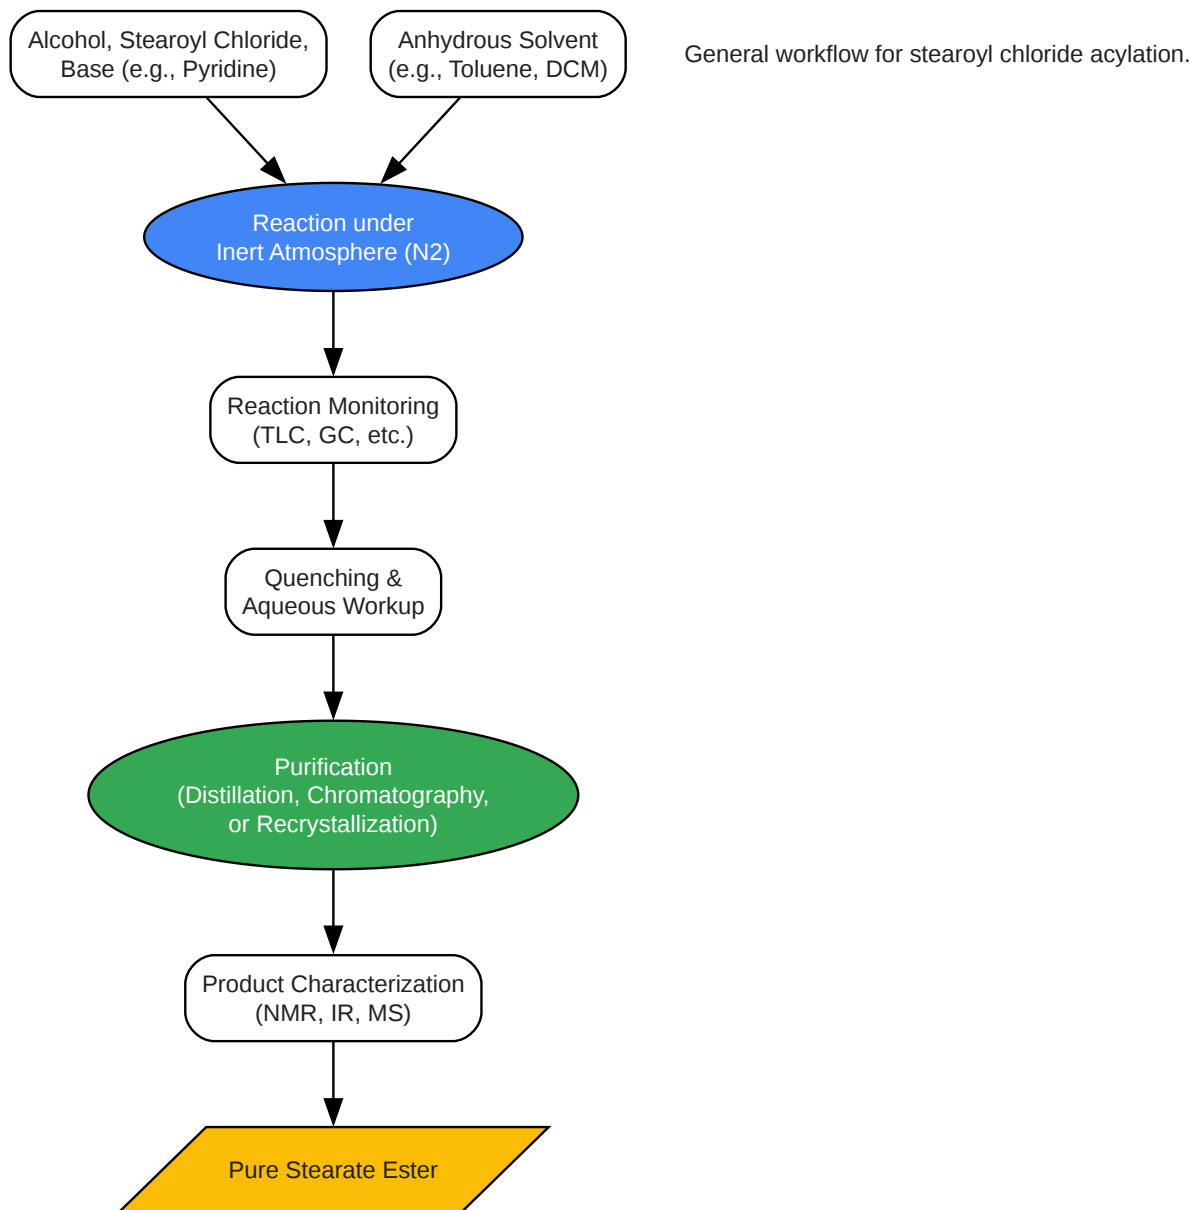 Alcohol, Stearoyl Chloride,
Base (e.g., Pyridine)
Anhydrous Solvent
(e.g., Toluene, DCM)
General workflow for stearoyl chloride acylation.
Reaction under
Inert Atmosphere (N2)
Reaction Monitoring
(TLC, GC, etc.)
Quenching &
Aqueous Workup
Purification
(Distillation, Chromatography,
or Recrystallization)
Product Characterization
(NMR, IR, MS)
Pure Stearate Ester